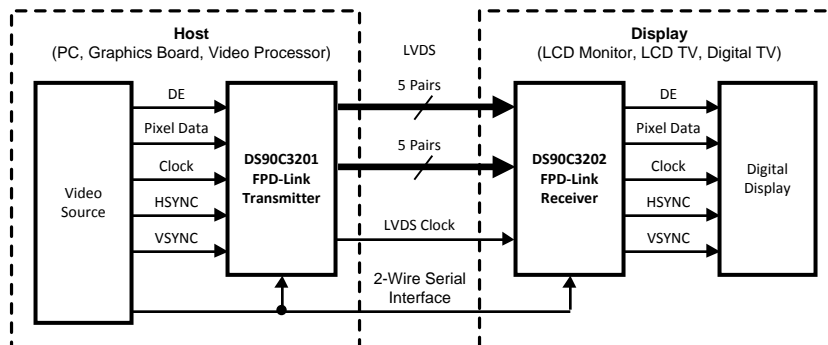 Host
(PC, Graphics Board, Video Processor)
LVDS
Display
(LCD Monitor, LCD TV, Digital TV)
Video
Source
DE
Pixel Data
Clock
HSYNC
VSYNC
DS90C3201
FPD-Link
Transmitter
5 Pairs
5 Pairs
LVDS Clock
2-Wire Serial
Interface
DS90C3202
FPD-Link
Receiver
DE
Pixel Data
Clock
HSYNC
VSYNC
Digital
Display